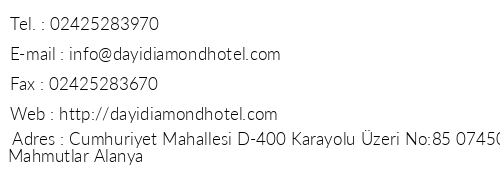 Tel. : 02425283970
E-mail : info@dayidiamondhotel.com
Fax : 02425283670
Web : http://dayidiamondhotel.com
Adres : Cumhuriyet Mahallesi D-400 Karayolu Üzeri No:85 07450
Mahmutlar Alanya